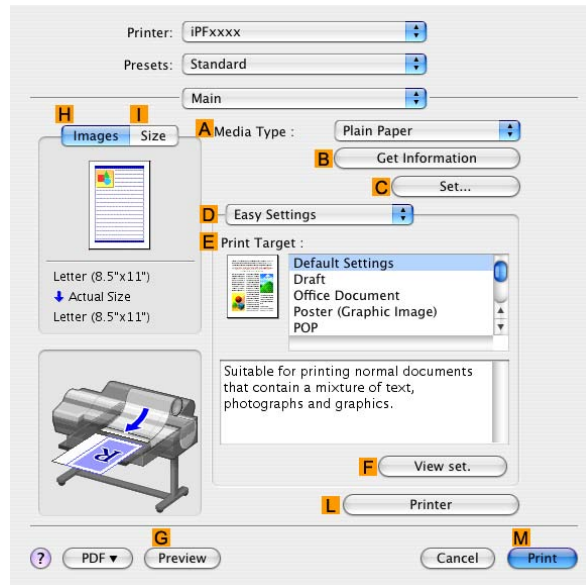 Printer: iPFxxxx
Presets: Standard
Main
H I
Images Size
A Media Type : Plain Paper
B Get Information
C Set...
D Easy Settings
E Print Target :
Default Settings
Draft
Office Document
Poster (Graphic Image)
POP
Letter (8.5"x11")
Actual Size
Letter (8.5"x11")
Suitable for printing normal documents
that contain a mixture of text,
photographs and graphics.
R
F View set.
L Printer
G M
? PDF▼ Preview Cancel Print